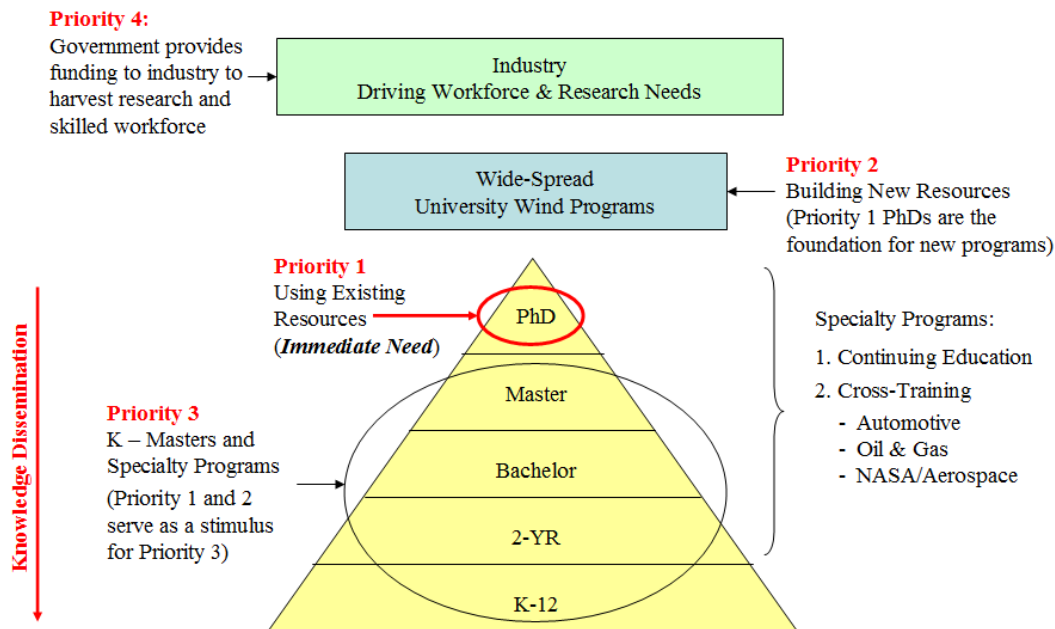 Priority 4:
Government provides
funding to industry to
harvest research and
skilled workforce
Industry
Driving Workforce & Research Needs
Wide-Spread
University Wind Programs
Priority 2
Building New Resources
(Priority 1 PhDs are the
foundation for new programs)
Priority 1
Using Existing
Resources
(Immediate Need)
PhD
Master
Bachelor
2-YR
K-12
Priority 3
K – Masters and
Specialty Programs
(Priority 1 and 2
serve as a stimulus
for Priority 3)
Specialty Programs:
1. Continuing Education
2. Cross-Training
- Automotive
- Oil & Gas
- NASA/Aerospace
Knowledge Dissemination